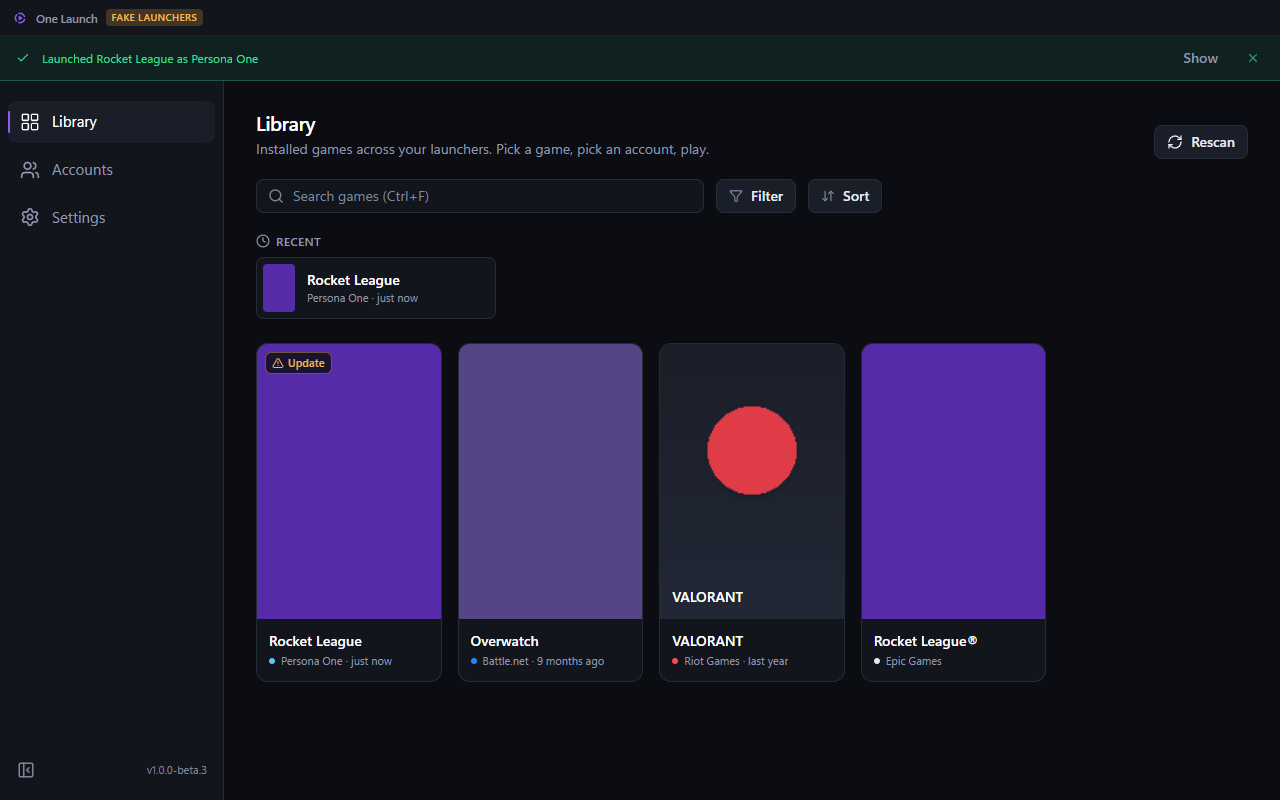 One Launch FAKE LAUNCHERS
Launched Rocket League as Persona One Show
Library
Accounts
Settings
v1.0.0-beta.3
Library
Installed games across your launchers. Pick a game, pick an account, play.
Rescan
Search games (Ctrl+F) Filter Sort
RECENT
Rocket League
Persona One · just now
Update
Rocket League
Persona One · just now
Overwatch
Battle.net · 9 months ago
VALORANT
VALORANT
Riot Games · last year
Rocket League®
Epic Games